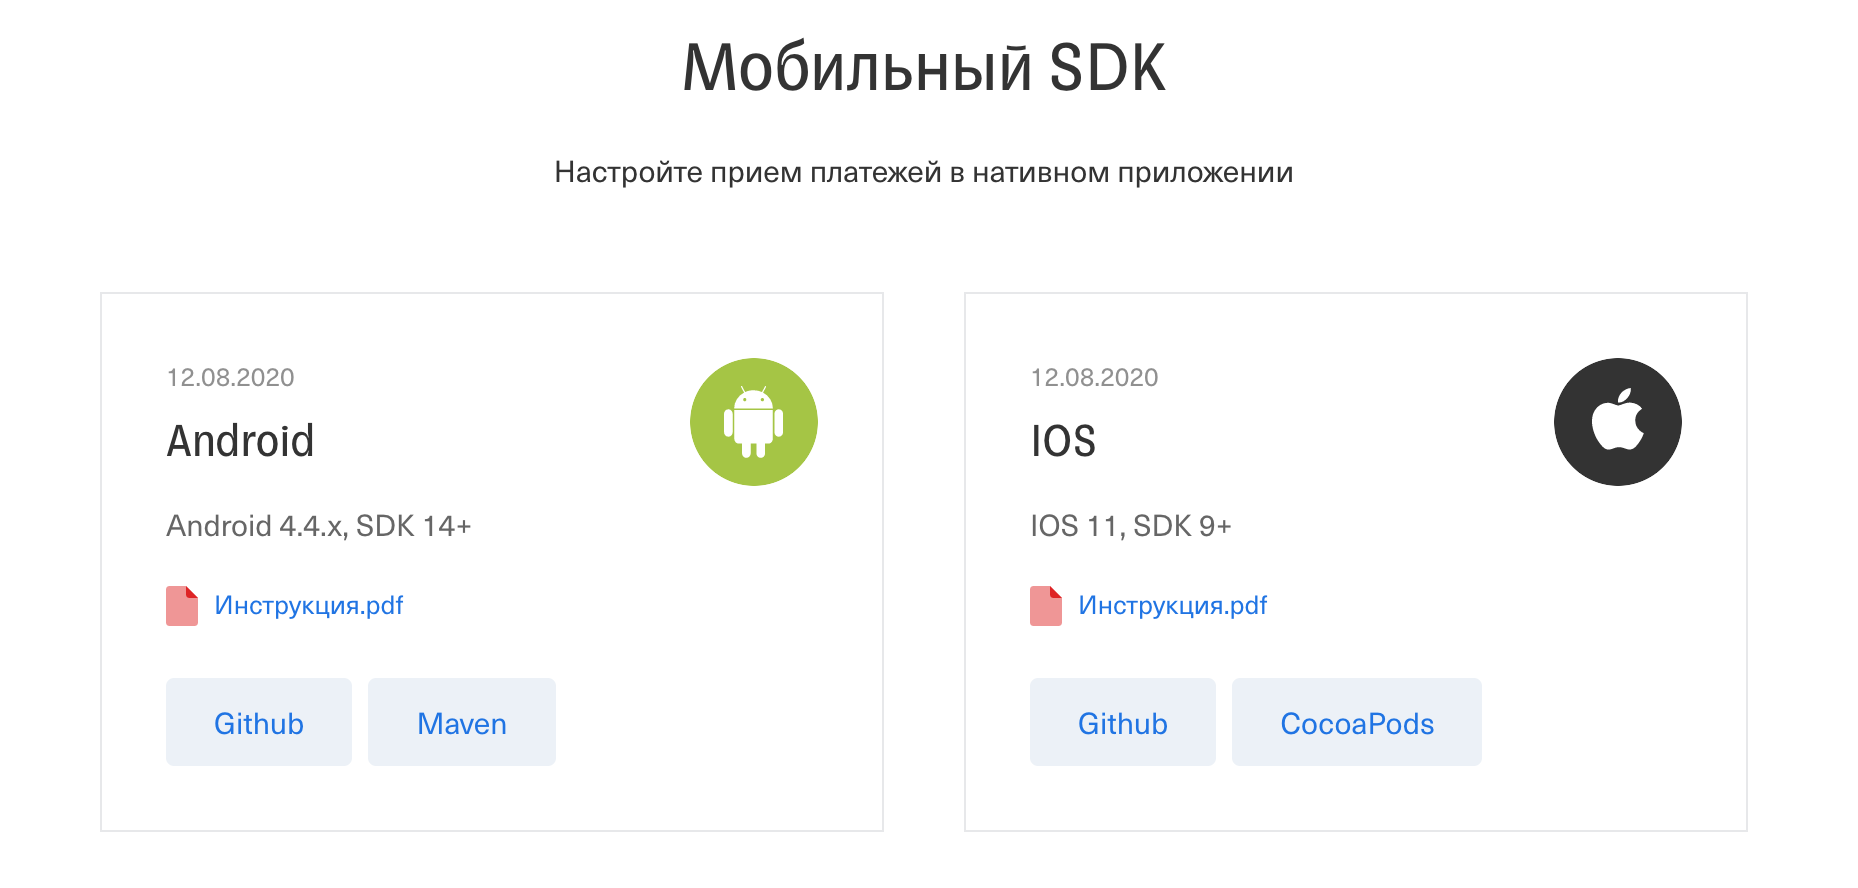 Мобильный SDK
Настройте прием платежей в нативном приложении
12.08.2020
Android
Android 4.4.x, SDK 14+
Инструкция.pdf
Github
Maven
12.08.2020
IOS
IOS 11, SDK 9+
Инструкция.pdf
Github
CocoaPods